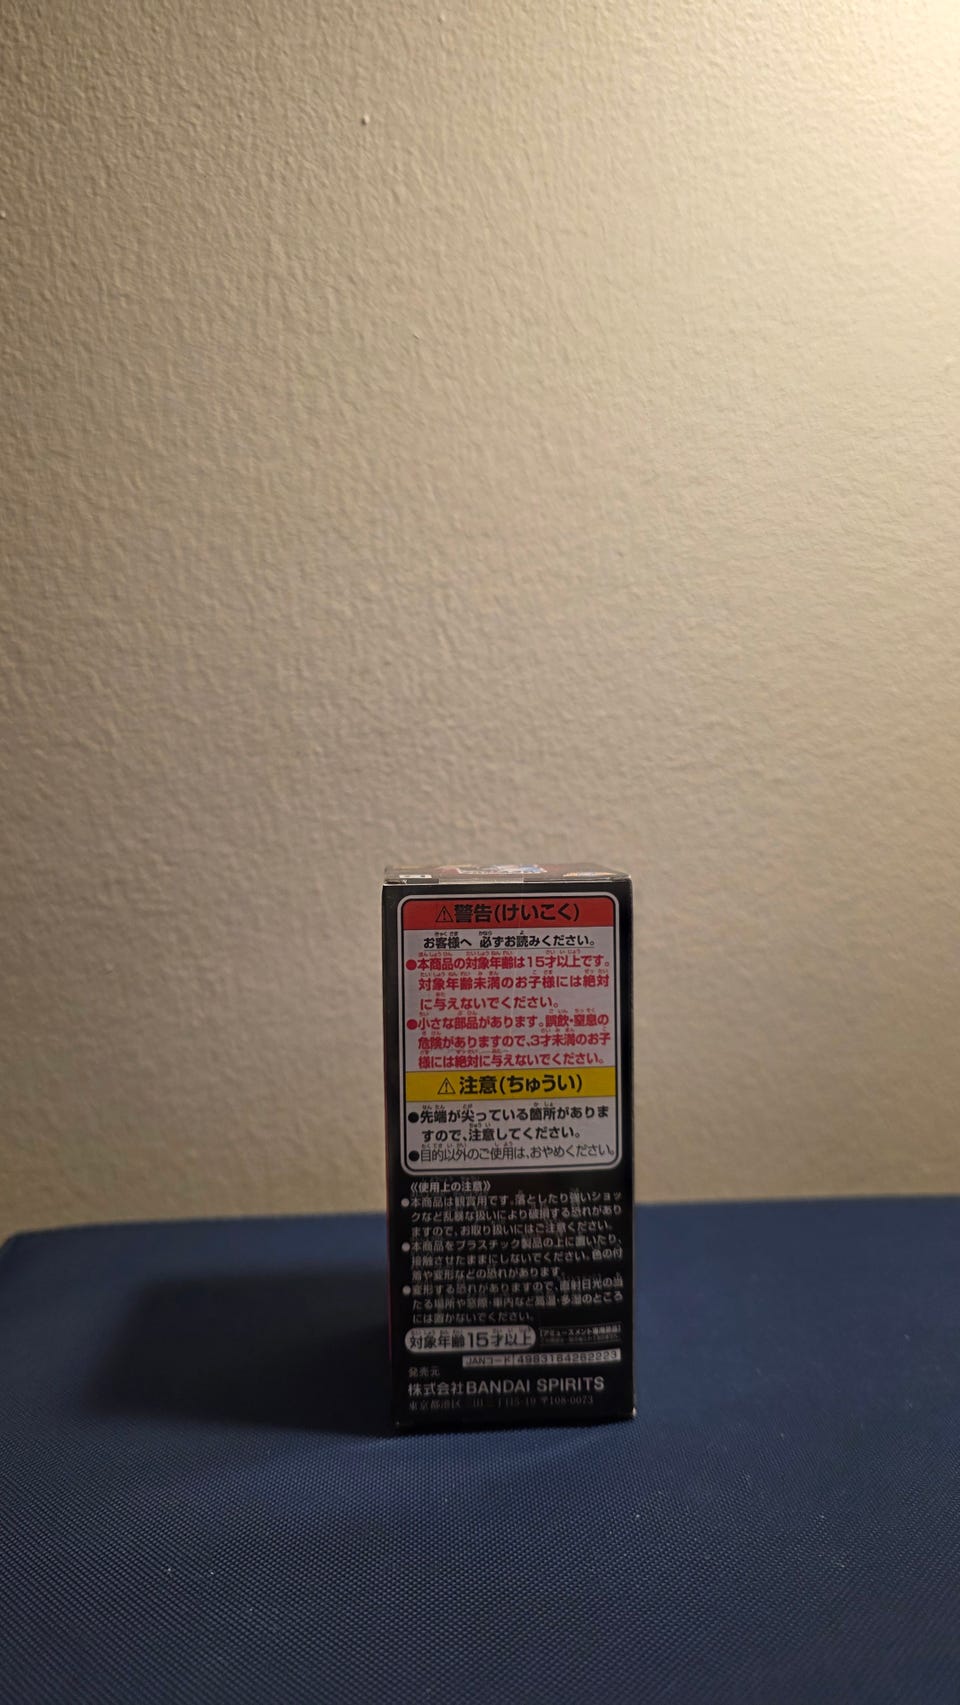 ⚠警告(けいこく)
お客様へ 必ずお読みください。
●本商品の対象年齢は15才以上です。
対象年齢未満のお子様には絶対
に与えないでください。
●小さな部品があります。誤飲・窒息の
危険がありますので、3才未満のお子
様には絶対に与えないでください。
⚠注意(ちゅうい)
●先端が尖っている箇所がありま
すので、注意してください。
●目的以外のご使用は、おやめください。
《使用上の注意》
●本商品は観賞用です。落としたり強いショッ
クなど乱暴な扱いにより破損する恐れがあり
ますので、お取り扱いにはご注意ください。
●本商品をプラスチック製品の上に置いたり、
接触させたままにしないでください。色の付
着や変形などの恐れがあります。
●変形する恐れがありますので、直射日光の当
たる場所や窓際・車内など高温・多湿のところ
には置かないでください。
対象年齢15才以上
JANコード 4983164282223
発売元
株式会社BANDAI SPIRITS
東京都港区 〒108-0073